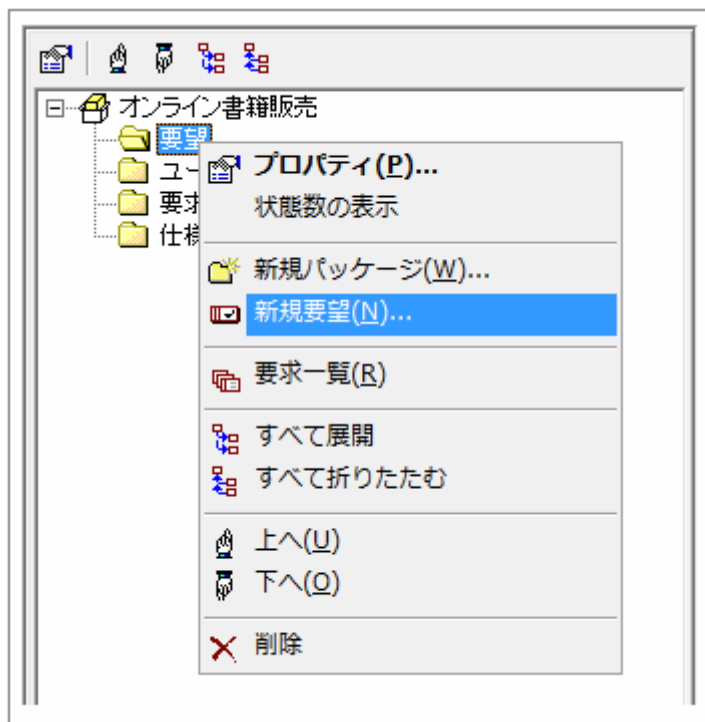 オンライン書籍販売
要望
ユー
要求
仕様
プロパティ(P)...
状態数の表示
新規パッケージ(W)...
新規要望(N)...
要求一覧(R)
すべて展開
すべて折りたたむ
上へ(U)
下へ(O)
削除